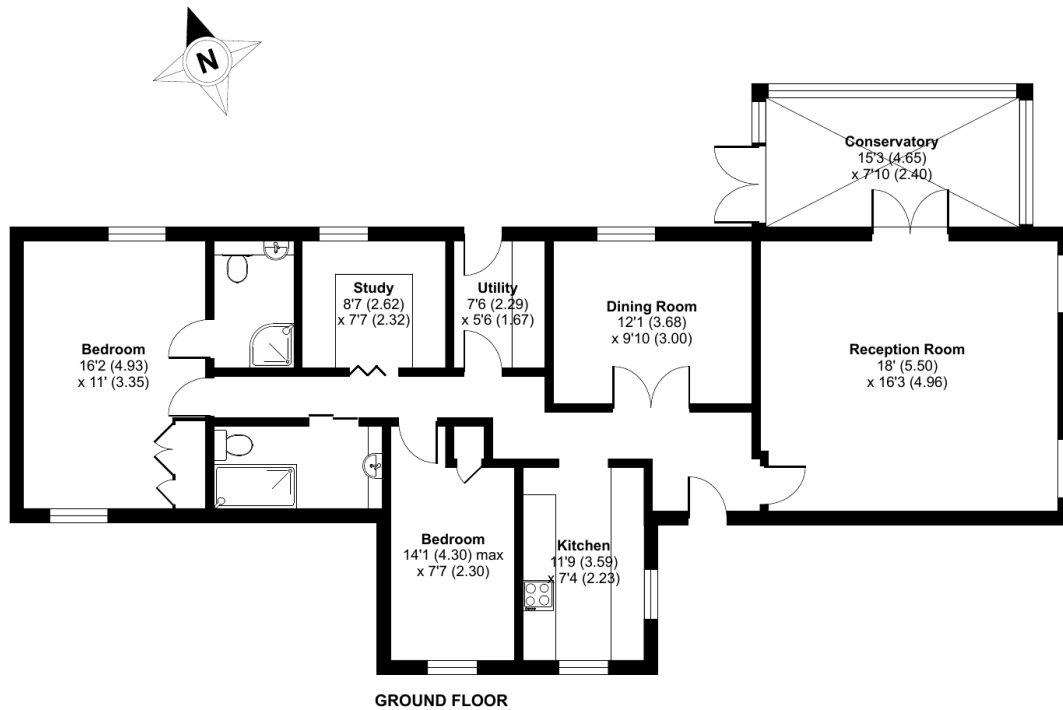 N
Conservatory
15'3 (4.65)
x 7'10 (2.40)
Study
8'7 (2.62)
x 7'7 (2.32)
Utility
7'6 (2.29)
x 5'6 (1.67)
Dining Room
12'1 (3.68)
x 9'10 (3.00)
Bedroom
16'2 (4.93)
x 11' (3.35)
Reception Room
18' (5.50)
x 16'3 (4.96)
Bedroom
14'1 (4.30) max
x 7'7 (2.30)
Kitchen
11'9 (3.59)
x 7'4 (2.23)
GROUND FLOOR